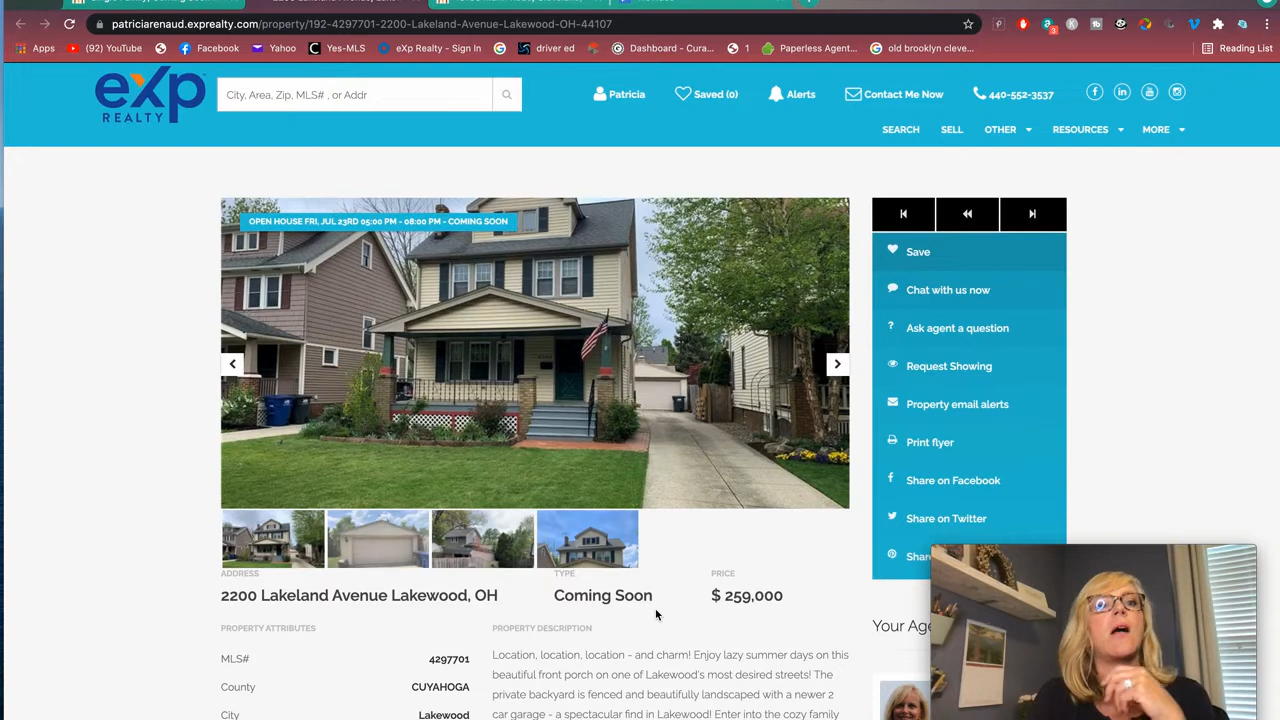 patriciarenaud.exprealty.com/property/192-4297701-2200-Lakeland-Avenue-Lakewood-OH-44107
Apps (92) YouTube Facebook Yahoo Yes-MLS eXp Realty - Sign In driver ed Dashboard - Cura... 1 Paperless Agent... old brooklyn cleve... Reading List
eXp REALTY
City, Area, Zip, MLS# , or Addr
Patricia Saved (0) Alerts Contact Me Now 440-552-3537
SEARCH SELL OTHER RESOURCES MORE
OPEN HOUSE FRI, JUL 23RD 05:00 PM - 08:00 PM - COMING SOON
Save
Chat with us now
Ask agent a question
Request Showing
Property email alerts
Print flyer
Share on Facebook
Share on Twitter
Shar
ADDRESS TYPE PRICE
2200 Lakeland Avenue Lakewood, OH Coming Soon $ 259,000
Your Age
PROPERTY ATTRIBUTES PROPERTY DESCRIPTION
MLS# 4297701
County CUYAHOGA
City Lakewood
Location, location, location - and charm! Enjoy lazy summer days on this
beautiful front porch on one of Lakewood's most desired streets! The
private backyard is fenced and beautifully landscaped with a newer 2
car garage - a spectacular find in Lakewood! Enter into the cozy family